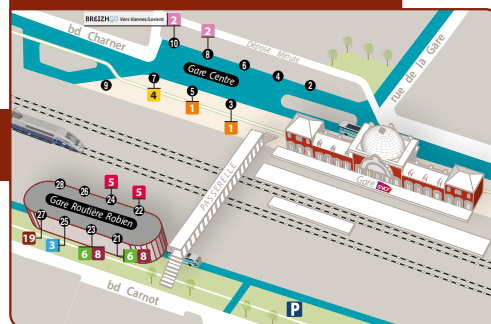 BREIZHGO Vers Vannes/Lorient
2
bd Charner
10
2
8
Dépose Minute
6
4
2
Gare Centre
rue de la Gare
9
7
4
5
1
3
1
PASSERELLE
Gare SNCF
28
26
5
24
5
22
Gare Routière Robien
27
25
23
21
19
3
6 8
6 8
bd Carnot
P